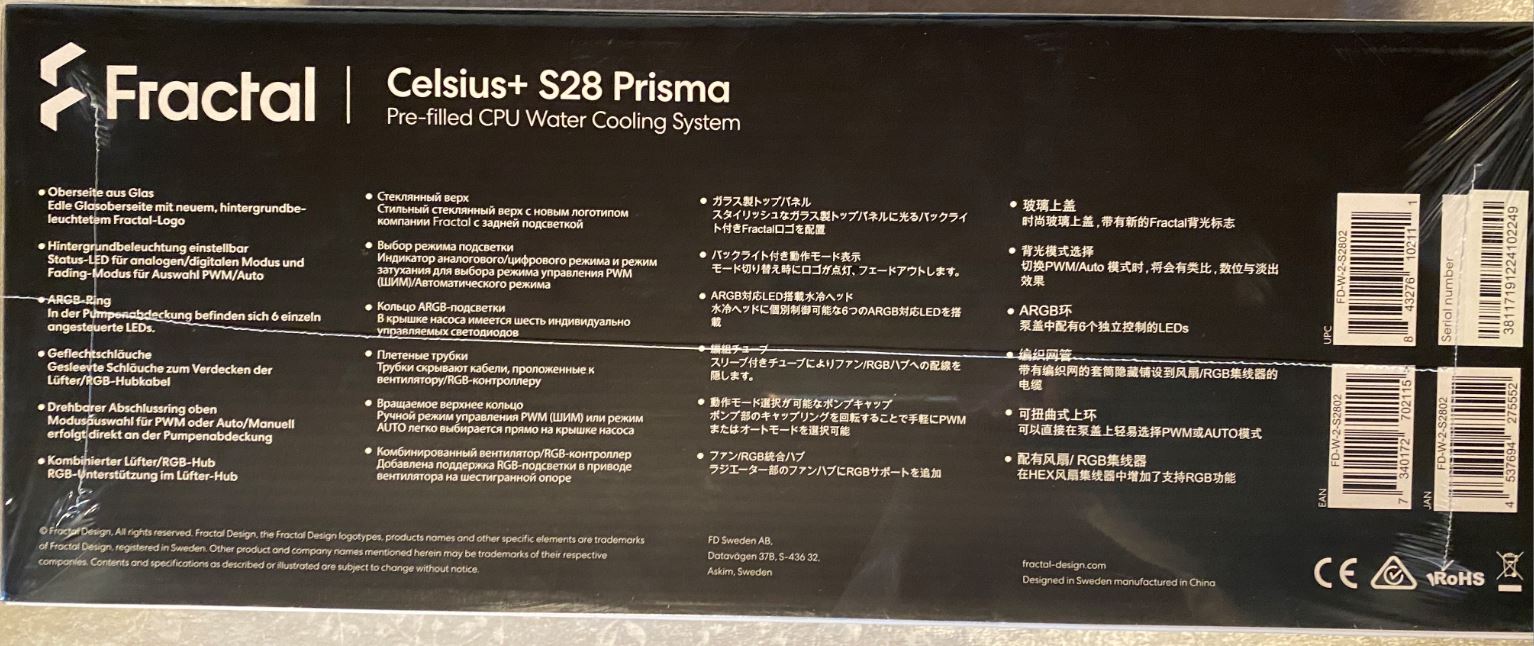 Fractal
Celsius+ S28 Prisma
Pre-filled CPU Water Cooling System
• Oberseite aus Glas
Edle Glasoberseite mit neuem, hintergrundbe-
leuchtetem Fractal-Logo
• Hintergrundbeleuchtung einstellbar
Status-LED für analogen/digitalen Modus und
Fading-Modus für Auswahl PWM/Auto
• ARGB-Ring
In der Pumpenabdeckung befinden sich 6 einzeln
angesteuerte LEDs.
• Geflechtschläuche
Gesleevte Schläuche zum Verdecken der
Lüfter/RGB-Hubkabel
• Drehbarer Abschlussring oben
Modusauswahl für PWM oder Auto/Manuell
erfolgt direkt an der Pumpenabdeckung
• Kombinierter Lüfter/RGB-Hub
RGB-Unterstützung im Lüfter-Hub
• Стеклянный верх
Стильный стеклянный верх с новым логотипом
компании Fractal с задней подсветкой
• Выбор режима подсветки
Индикатор аналогового/цифрового режима и режим
затухания для выбора режима управления PWM
(ШИМ)/Автоматического режима
• Кольцо ARGB-подсветки
В крышке насоса имеется шесть индивидуально
управляемых светодиодов
• Плетеные трубки
Трубки скрывают кабели, проложенные к
вентилятору/RGB-контроллеру
• Вращаемое верхнее кольцо
Ручной режим управления PWM (ШИМ) или режим
AUTO легко выбирается прямо на крышке насоса
• Комбинированный вентилятор/RGB-контроллер
Добавлена поддержка RGB-подсветки в приводе
вентилятора на шестигранной опоре
• ガラス製トップパネル
スタイリッシュなガラス製トップパネルに光るバックライ
ト付きFractalロゴを配置
• バックライト付き動作モード表示
モード切り替え時にロゴが点灯、フェードアウトします。
• ARGB対応LED搭載水冷ヘッド
水冷ヘッドに個別制御可能な6つのARGB対応LEDを搭
載
• 編組チューブ
スリーブ付きチューブによりファン/RGBハブへの配線を
隠します。
• 動作モード選択が可能なポンプキャップ
ポンプ部のキャップリングを回転することで手軽にPWM
またはオートモードを選択可能
• ファン/RGB統合ハブ
ラジエーター部のファンハブにRGBサポートを追加
• 玻璃上盖
时尚玻璃上盖，带有新的Fractal背光标志
• 背光模式选择
切换PWM/Auto 模式时，将会有类比，数位与淡出
效果
• ARGB环
泵盖中配有6个独立控制的LEDs
• 编织网管
带有编织网的套筒隐藏铺设到风扇/RGB集线器的
电缆
• 可扭曲式上环
可以直接在泵盖上轻易选择PWM或AUTO模式
• 配有风扇/ RGB集线器
在HEX风扇集线器中增加了支持RGB功能
UPC
FD-W-2-S2802
8 43276 10211 1
Serial number
38117191224102249
EAN
FD-W-2-S2802
7 340172 702115
JAN
FD-W-2-S2802
4 537694 275552
© Fractal Design, All rights reserved. Fractal Design, the Fractal Design logotypes, products names and other specific elements are trademarks
of Fractal Design, registered in Sweden. Other product and company names mentioned herein may be trademarks of their respective
companies. Contents and specifications as described or illustrated are subject to change without notice.
FD Sweden AB,
Datavägen 37B, S-436 32,
Askim, Sweden
fractal-design.com
Designed in Sweden manufactured in China
CE
RoHS